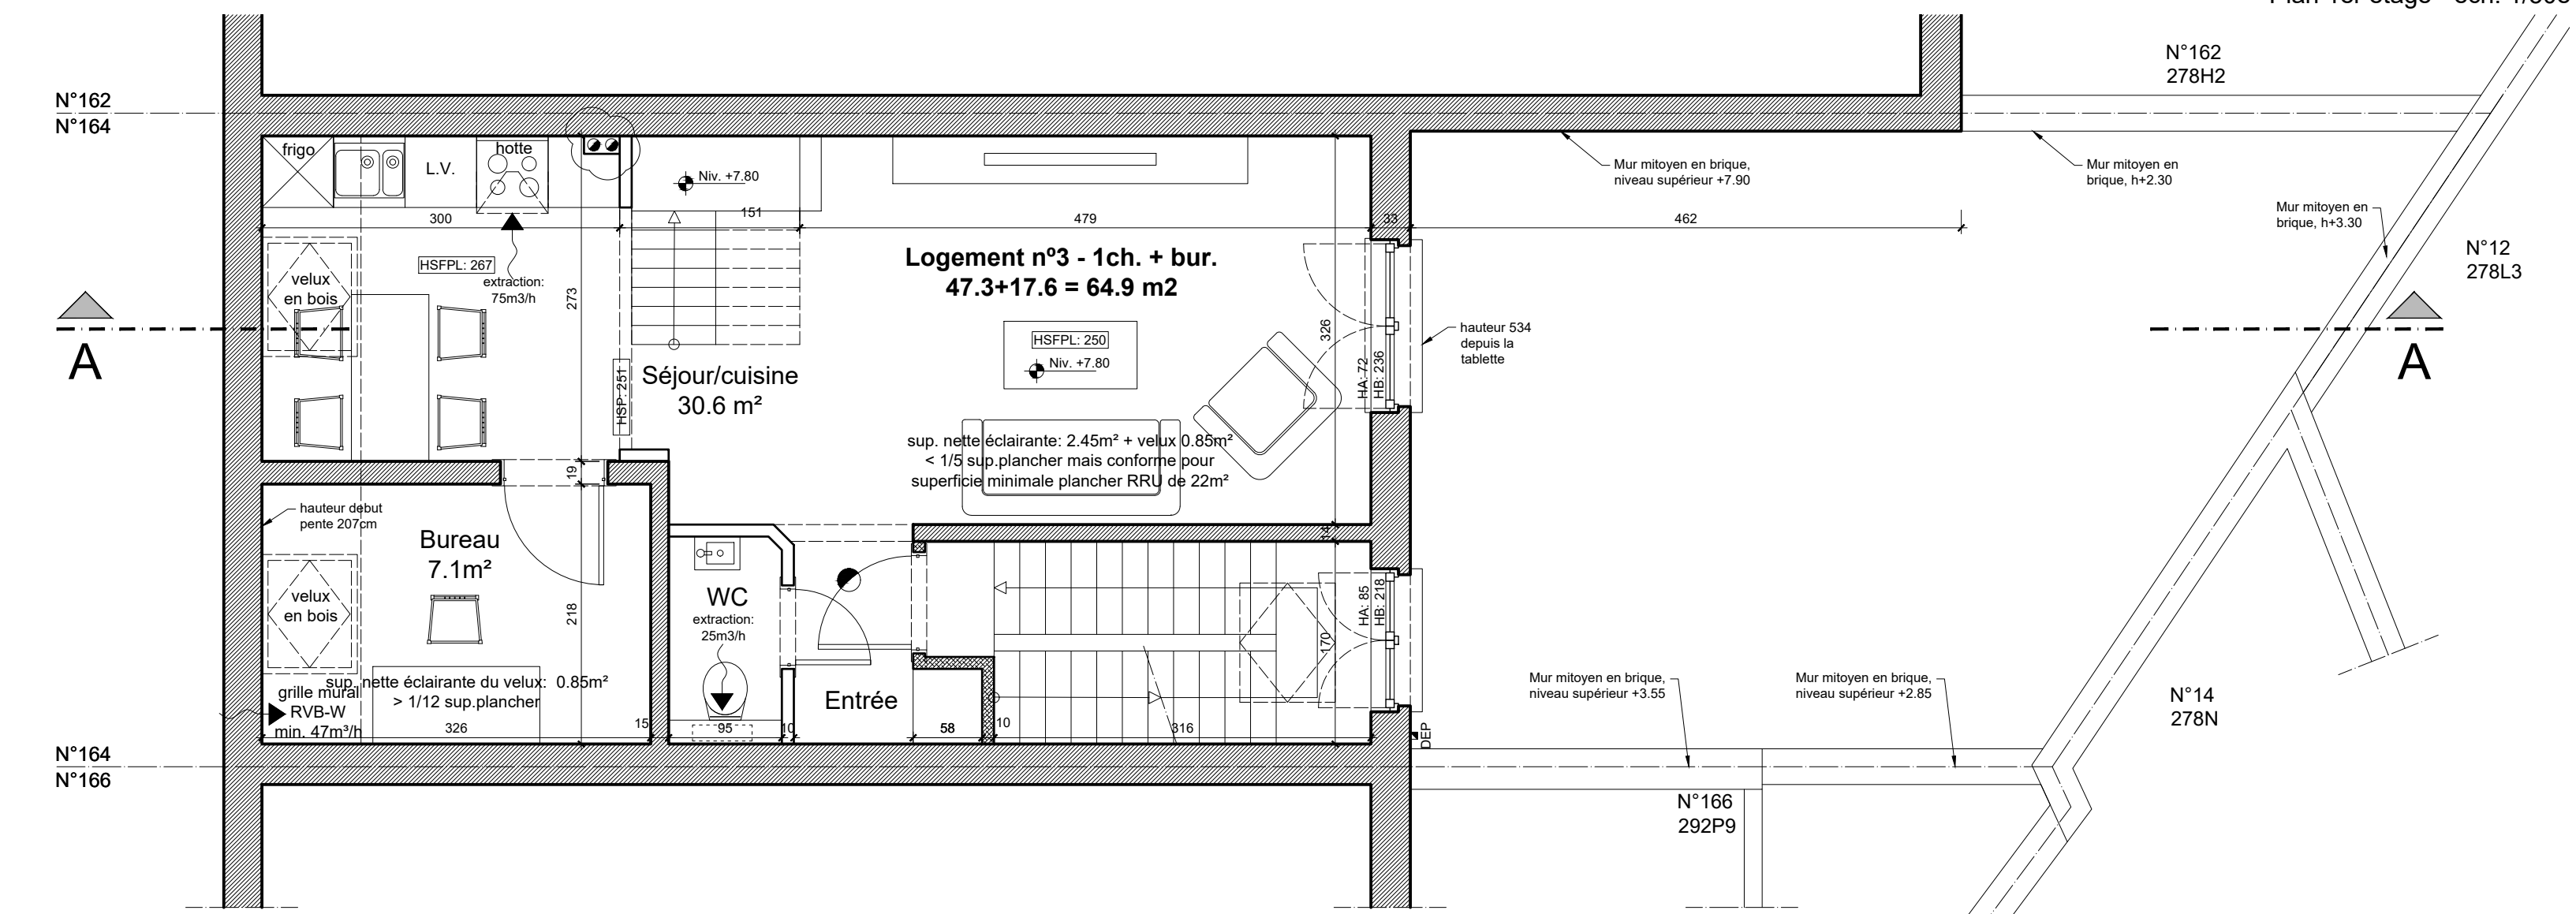 N°162
278H2
N°162
N°164
frigo
L.V.
hotte
Niv. +7.80
Mur mitoyen en brique,
niveau supérieur +7.90
Mur mitoyen en
brique, h+2.30
Mur mitoyen en
brique, h+3.30
N°12
278L3
300
151
479
33
462
velux
en bois
HSFPL: 267
extraction:
75m3/h
273
Logement nº3 - 1ch. + bur.
47.3+17.6 = 64.9 m2
HSFPL: 250
Niv. +7.80
326
HA: 72
HB: 236
hauteur 534
depuis la
tablette
A
A
HSP: 251
Séjour/cuisine
30.6 m²
sup. nette éclairante: 2.45m² + velux 0.85m²
< 1/5 sup.plancher mais conforme pour
superficie minimale plancher RRU de 22m²
19
hauteur debut
pente 207cm
Bureau
7.1m²
velux
en bois
218
WC
extraction:
25m3/h
14
170
HA: 85
HB: 218
sup. nette éclairante du velux: 0.85m²
> 1/12 sup.plancher
grille mural
RVB-W
min. 47m³/h
326
15
95
10
Entrée
58
10
316
DEP
Mur mitoyen en brique,
niveau supérieur +3.55
Mur mitoyen en brique,
niveau supérieur +2.85
N°14
278N
N°164
N°166
N°166
292P9